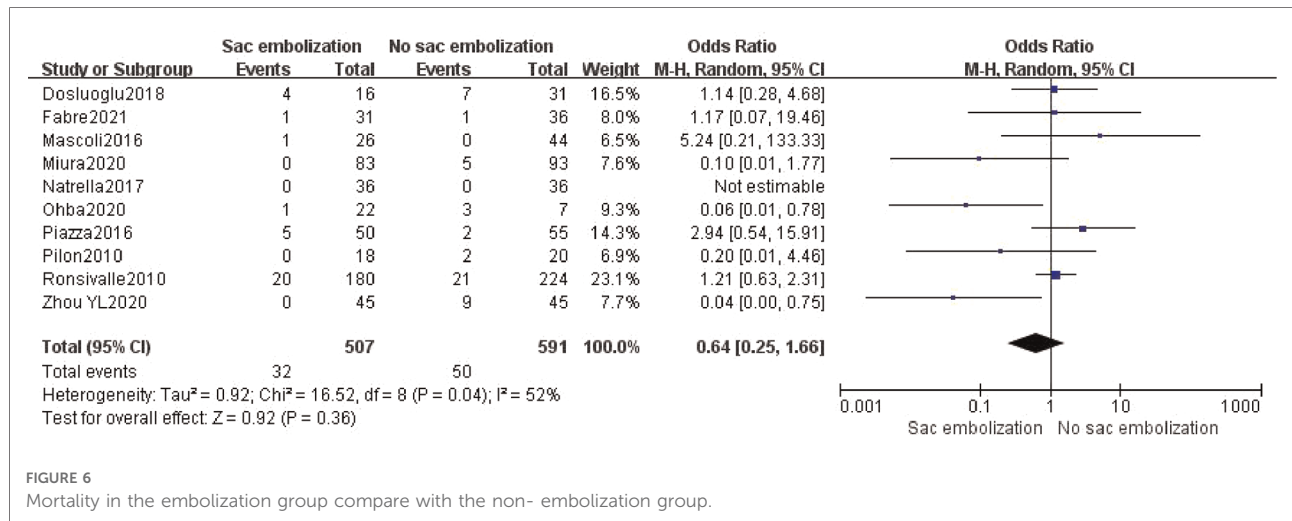 Sac embolization No sac embolization Odds Ratio Odds Ratio
Study or Subgroup Events Total Events Total Weight M-H, Random, 95% CI M-H, Random, 95% CI
Dosluoglu2018 4 16 7 31 16.5% 1.14 [0.28, 4.68]
Fabre2021 1 31 1 36 8.0% 1.17 [0.07, 19.46]
Mascoli2016 1 26 0 44 6.5% 5.24 [0.21, 133.33]
Miura2020 0 83 5 93 7.6% 0.10 [0.01, 1.77]
Natrella2017 0 36 0 36 Not estimable
Ohba2020 1 22 3 7 9.3% 0.06 [0.01, 0.78]
Piazza2016 5 50 2 55 14.3% 2.94 [0.54, 15.91]
Pilon2010 0 18 2 20 6.9% 0.20 [0.01, 4.46]
Ronsivalle2010 20 180 21 224 23.1% 1.21 [0.63, 2.31]
Zhou YL2020 0 45 9 45 7.7% 0.04 [0.00, 0.75]
Total (95% CI) 507 591 100.0% 0.64 [0.25, 1.66]
Total events 32 50
Heterogeneity: Tau² = 0.92; Chi² = 16.52, df = 8 (P = 0.04); I² = 52%
Test for overall effect: Z = 0.92 (P = 0.36)
0.001 0.1 1 10 1000
Sac embolization No sac embolization
FIGURE 6
Mortality in the embolization group compare with the non- embolization group.